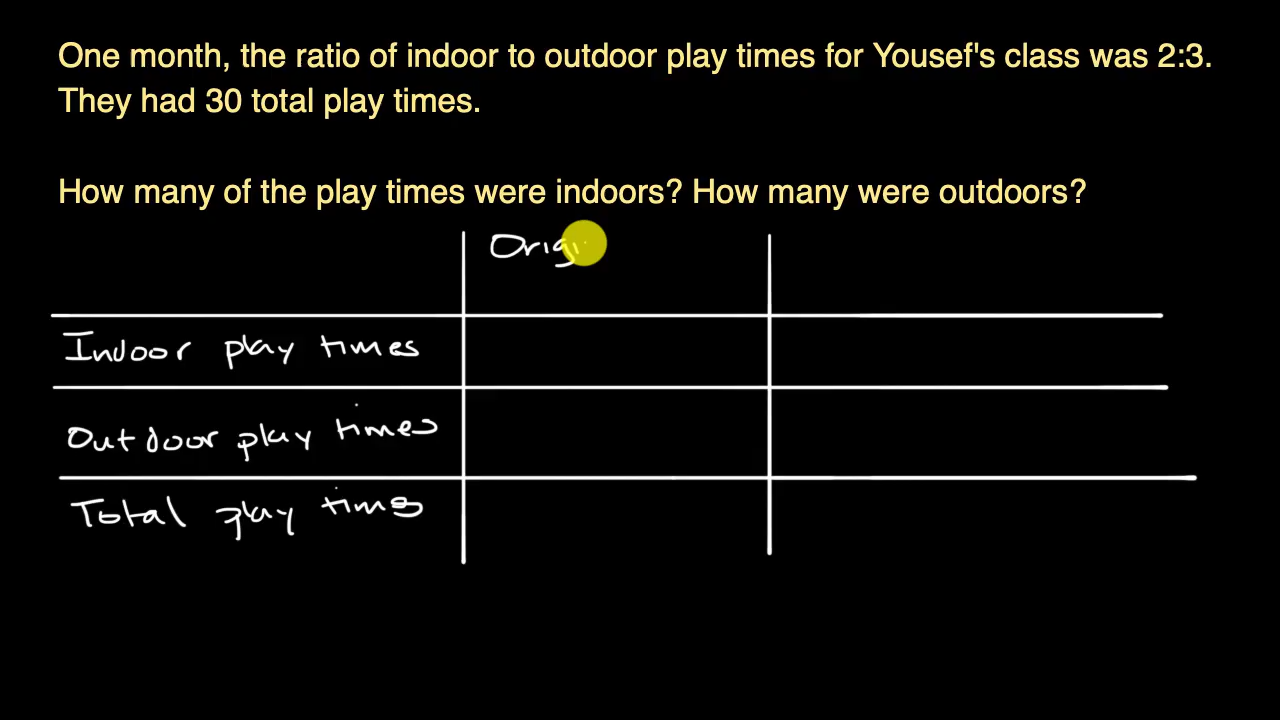 One month, the ratio of indoor to outdoor play times for Yousef's class was 2:3.
They had 30 total play times.
How many of the play times were indoors? How many were outdoors?
Origi
Indoor play times
Outdoor play times
Total play times